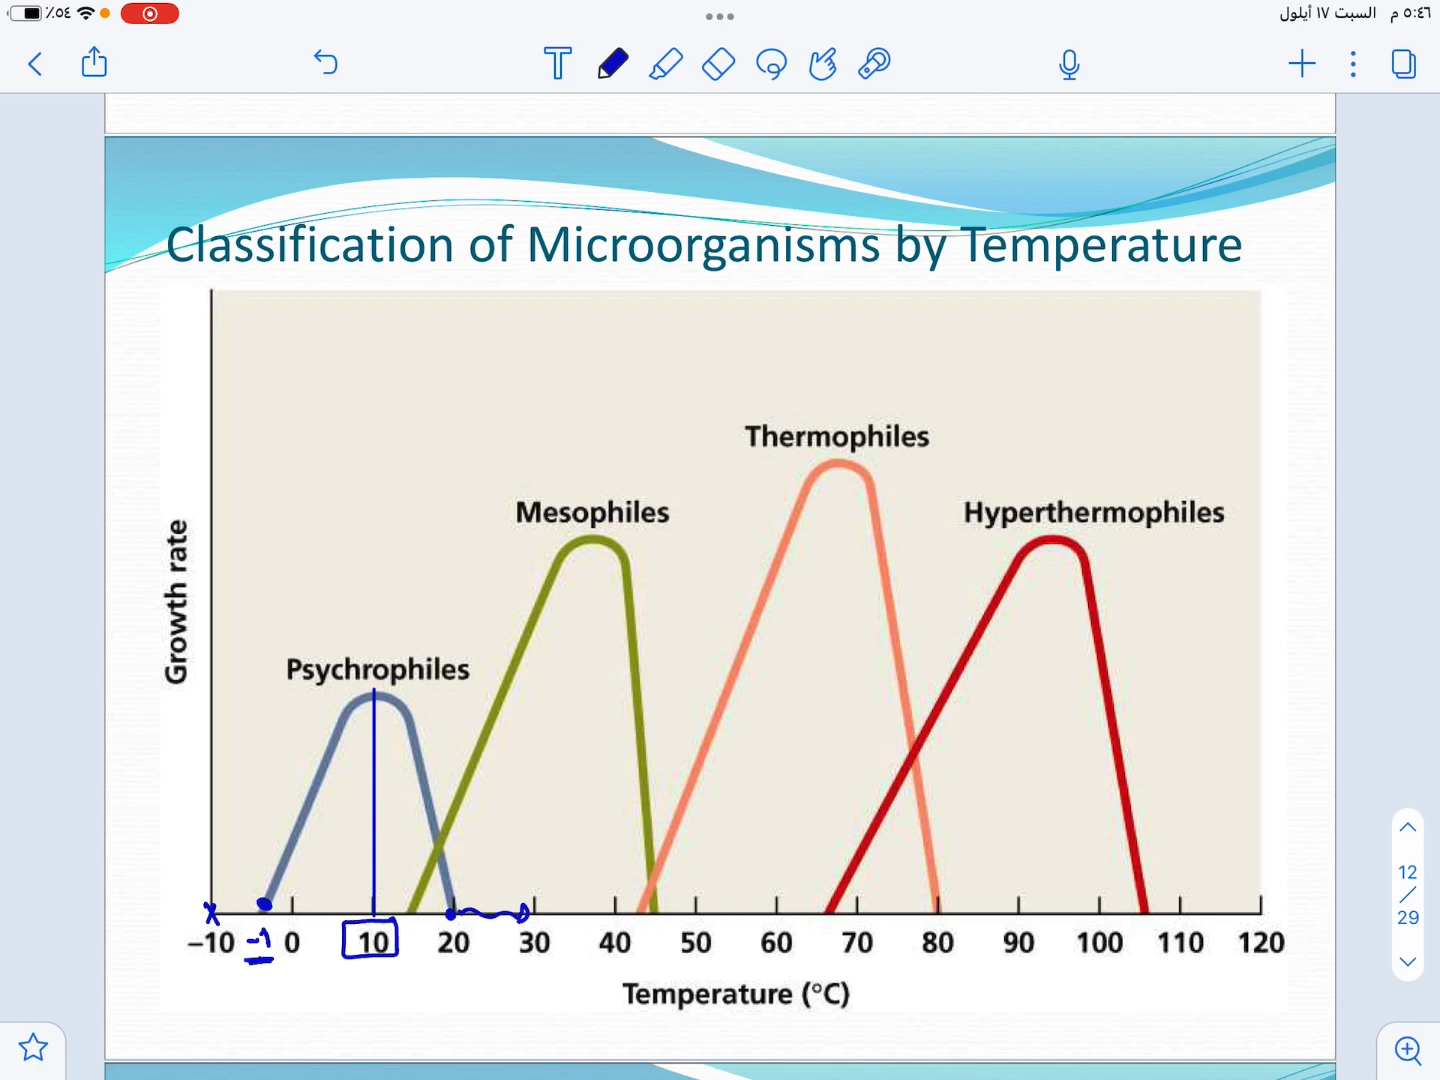 ٪٥٤
٥:٤٦ م السبت ١٧ أيلول
Classification of Microorganisms by Temperature
Thermophiles
Mesophiles
Hyperthermophiles
Psychrophiles
Growth rate
–10 -1 0 10 20 30 40 50 60 70 80 90 100 110 120
Temperature (°C)
12
/
29